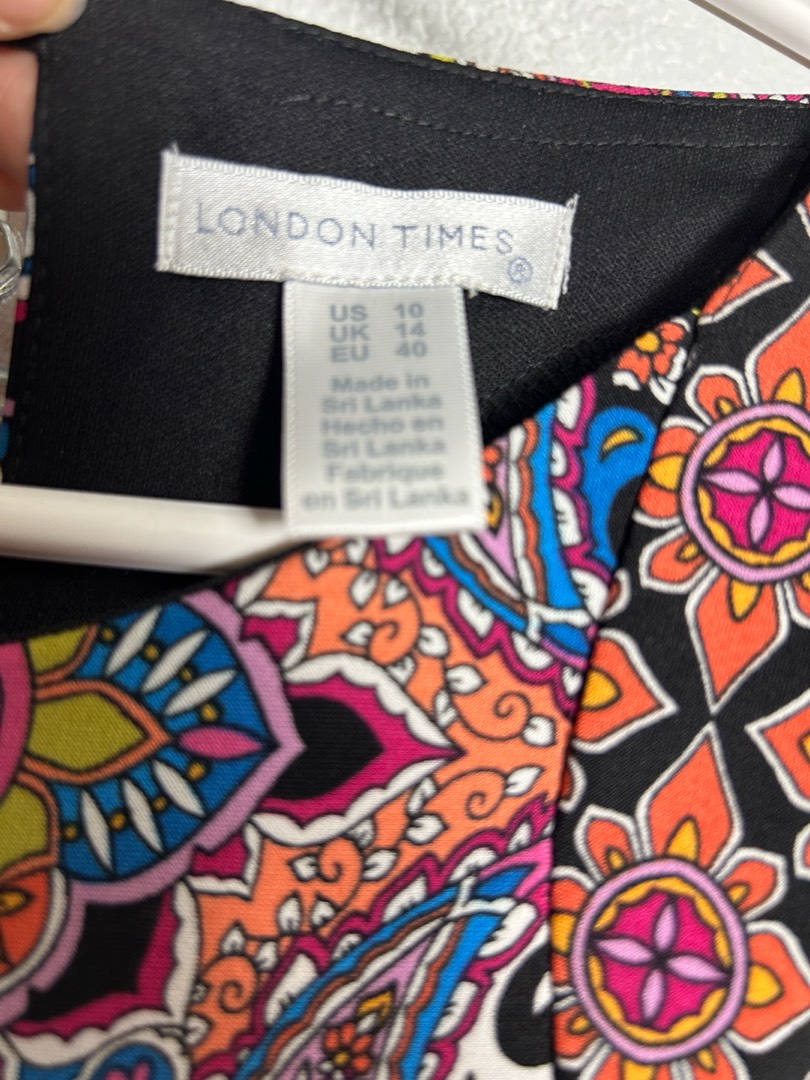 LONDON TIMES
®
US 10
UK 14
EU 40
Made in
Sri Lanka
Hecho en
Sri Lanka
Fabrique
en Sri Lanka